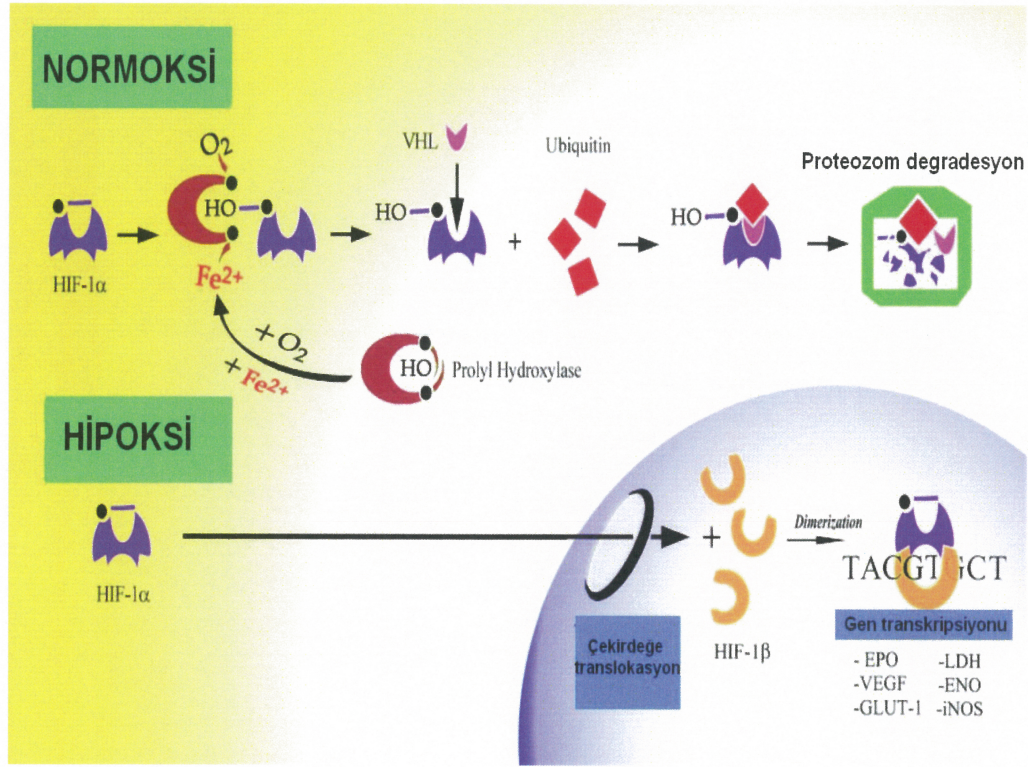 NORMOKSİ
O2
HO
Fe2+
HIF-1α
VHL
HO
+
Ubiquitin
HO
Proteozom degradesyon
+ O2
+ Fe2+
HO
Prolyl Hydroxylase
HİPOKSİ
HIF-1α
Çekirdeğe
translokasyon
+
HIF-1β
Dimerization
TACGTGCT
Gen transkripsiyonu
- EPO -LDH
-VEGF -ENO
-GLUT-1 -iNOS